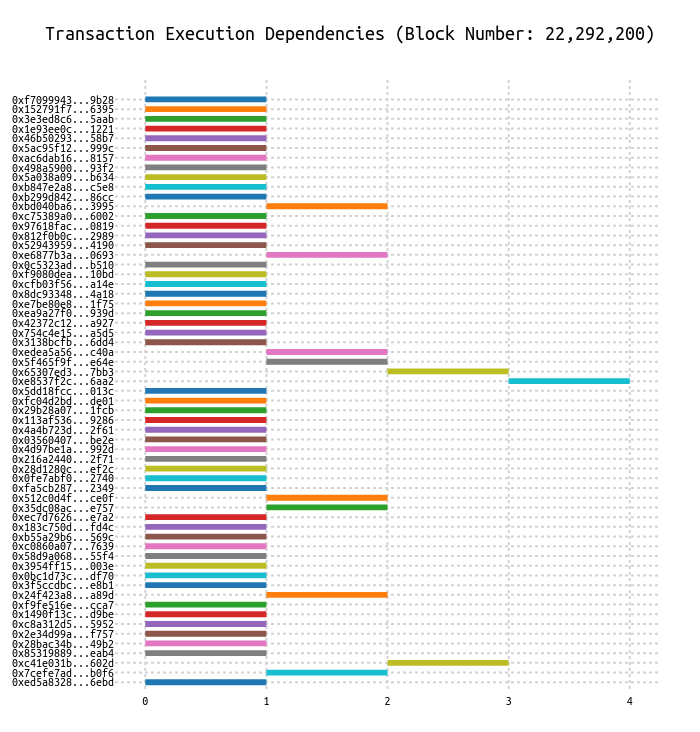 Transaction Execution Dependencies (Block Number: 22,292,200)
0xf7099943...9b28
0x152791f7...6395
0x3e3ed8c6...5aab
0x1e93ee0c...1221
0x46b50293...58b7
0x5ac95f12...999c
0xac6dab16...8157
0x498a5900...93f2
0x5a038a09...b634
0xb847e2a8...c5e8
0xb299d842...86cc
0xbd040ba6...3995
0xc75389a0...6002
0x97618fac...0819
0x812f0b0c...2989
0x52943959...4190
0xe6877b3a...0693
0x0c5323ad...b510
0xf9080dea...10bd
0xcfb03f56...a14e
0x8dc93348...4a18
0xe7be80e8...1f75
0xea9a27f0...939d
0x42372c12...a927
0x754c4e15...a5d5
0x3138bcfb...6dd4
0xedea5a56...c40a
0x5f465f9f...e64e
0x65307ed3...7bb3
0xe8537f2c...6aa2
0x5dd18fcc...013c
0xfc04d2bd...de01
0x29b28a07...1fcb
0x113af536...9286
0x4a4b723d...2f61
0x03560407...be2e
0x4d97be1a...992d
0x216a2440...2f71
0x28d1280c...ef2c
0x0fe7abf0...2740
0xfa5cb287...2349
0x512c0d4f...ce0f
0x35dc08ac...e757
0xec7d7626...e7a2
0x183c750d...fd4c
0xb55a29b6...569c
0xc0860a07...7639
0x58d9a068...55f4
0x3954ff15...003e
0x0bc1d73c...df70
0x3f5ccdbc...e8b1
0x24f423a8...a89d
0xf9fe516e...cca7
0x1490f13c...d9be
0xc8a312d5...5952
0x2e34d99a...f757
0x28bac34b...49b2
0x85319889...eab4
0xc41e031b...602d
0x7cefe7ad...b0f6
0xed5a8328...6ebd
0 1 2 3 4